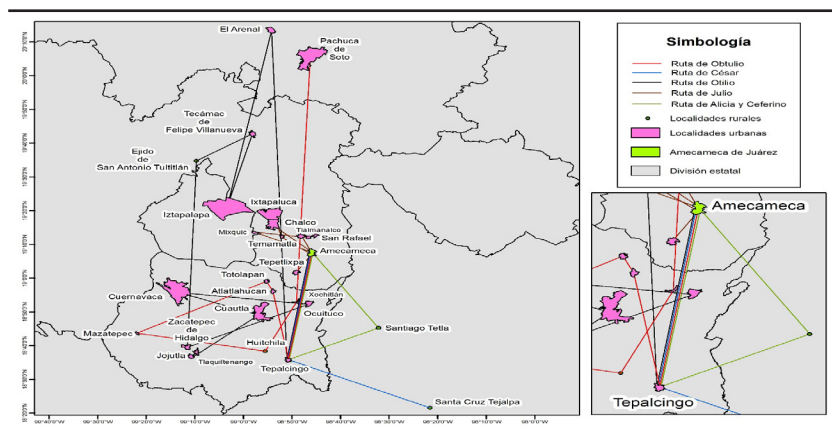 El Arenal
Pachuca
de
Soto
Tecámac
de
Felipe Villanueva
Ejido
de
San Antonio Tultitlán
Iztapalapa
Ixtapaluca
Chalco
Mixquic
Tlalmanalco
Temamatla
San Rafael
Amecameca
Tepetlixpa
Totolapan
Atlatlahucan
Xochitlán
Cuernavaca
Cuautla
Ocuituco
Zacatepec
de
Hidalgo
Mazatepec
Huitchila
Santiago Tetla
Jojutla
Tlaquiltenango
Tepalcingo
Santa Cruz Tejalpa
Simbología
Ruta de Obtulio
Ruta de César
Ruta de Otilio
Ruta de Julio
Ruta de Alicia y Ceferino
Localidades rurales
Localidades urbanas
Amecameca de Juárez
División estatal
Amecameca
Tepalcingo